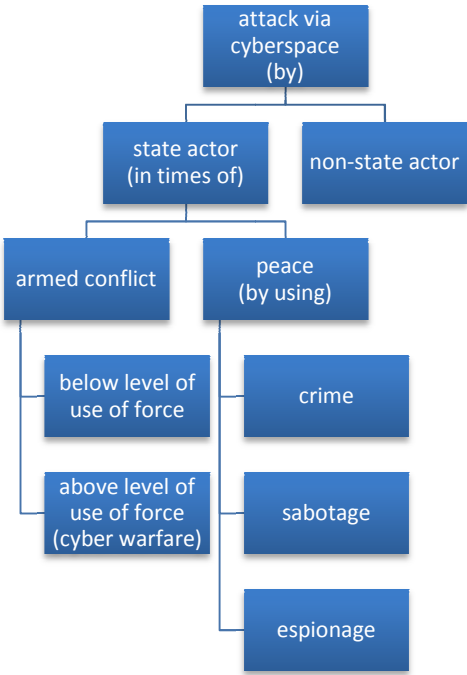 attack via
cyberspace
(by)
state actor
(in times of)
non-state actor
armed conflict
peace
(by using)
below level of
use of force
crime
above level of
use of force
(cyber warfare)
sabotage
espionage